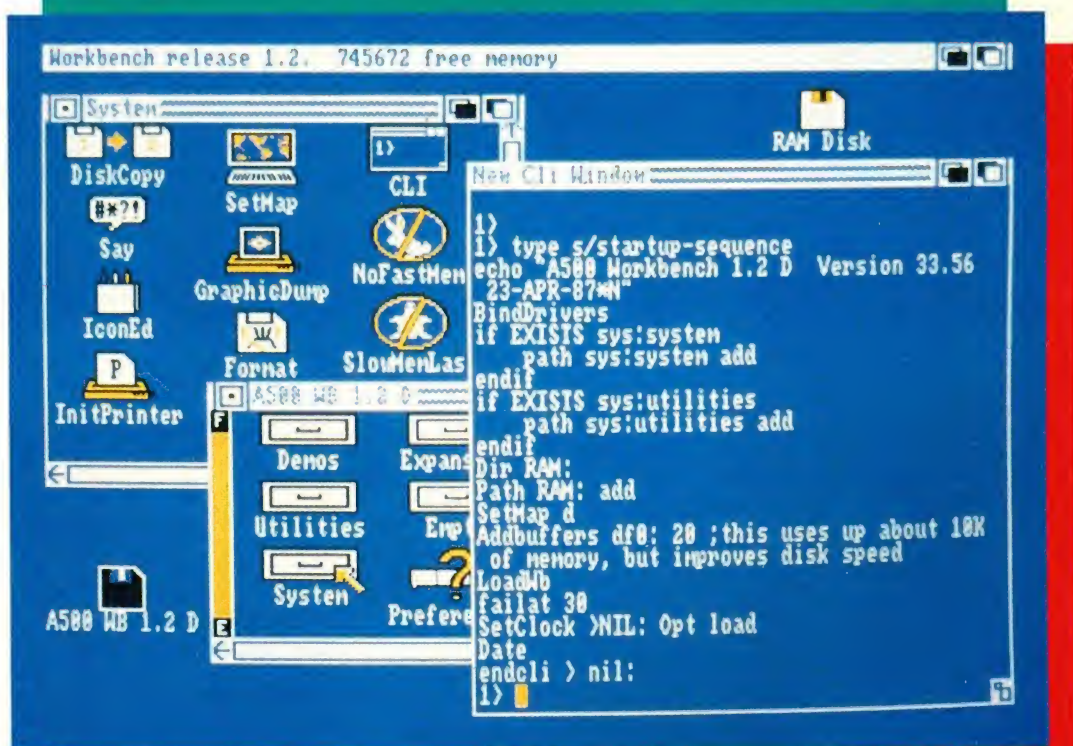 Workbench release 1.2. 745672 free memory
System
DiskCopy
SetMap
1>
CLI
RAM Disk
#*?!
Say
GraphicDump
NoFastMem
IconEd
Format
SlowMemLas
P
InitPrinter
A500 WB 1.2 D
F
Demos
Expans
Utilities
Empt
System
Prefere
E
A500 WB 1.2 D
New Cli Window
1>
1> type s/startup-sequence
echo "A500 Workbench 1.2 D Version 33.56
23-APR-87*N"
BindDrivers
if EXISTS sys:system
path sys:system add
endif
if EXISTS sys:utilities
path sys:utilities add
endif
Dir RAM:
Path RAM: add
SetMap d
Addbuffers df0: 20 ;this uses up about 10K
of memory, but improves disk speed
LoadWb
failat 30
SetClock >NIL: Opt load
Date
endcli > nil:
1>